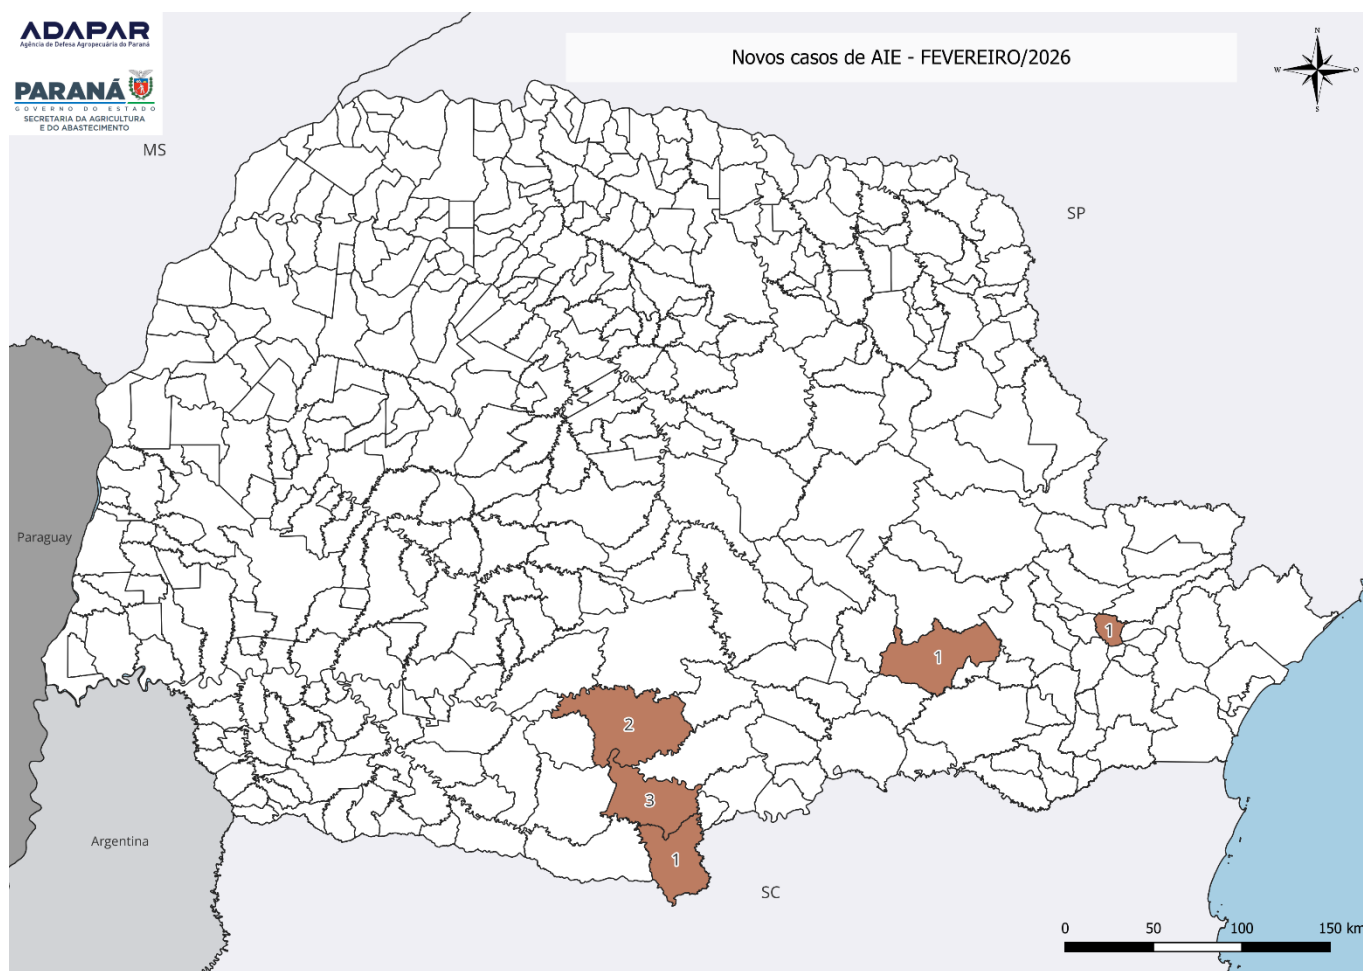 ADAPAR
Agência de Defesa Agropecuária do Paraná
PARANÁ
GOVERNO DO ESTADO
SECRETARIA DA AGRICULTURA
E DO ABASTECIMENTO
Novos casos de AIE - FEVEREIRO/2026
N
W
O
S
MS
SP
Paraguay
1
1
2
3
Argentina
1
SC
0 50 100 150 km